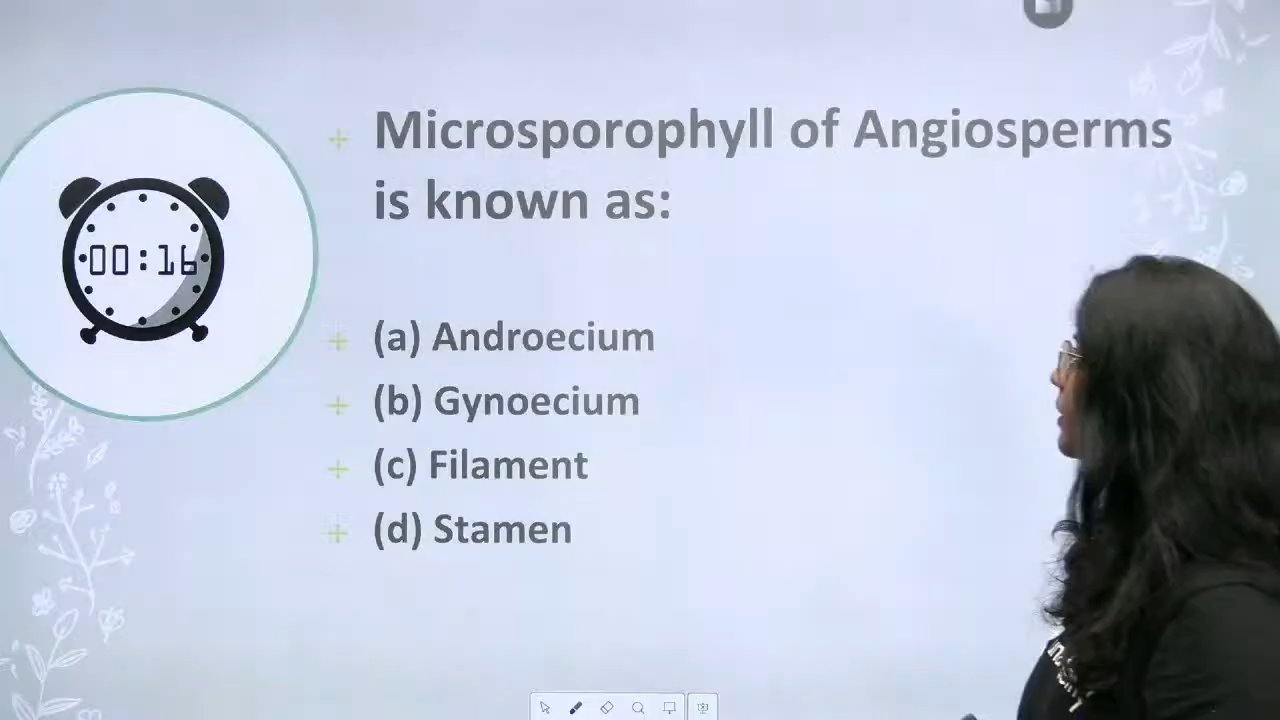 Microsporophyll of Angiosperms
is known as:
00:16
(a) Androecium
(b) Gynoecium
(c) Filament
(d) Stamen